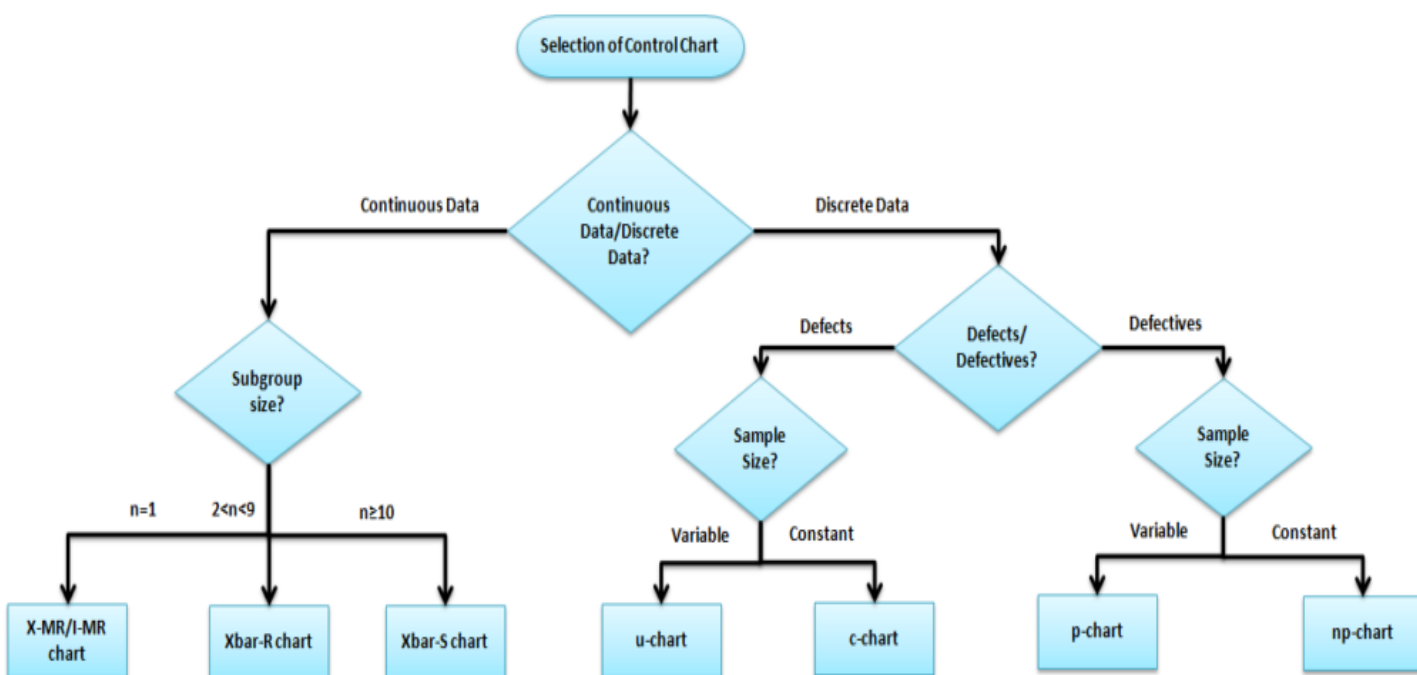 Selection of Control Chart
Continuous Data
Continuous
Data/Discrete
Data?
Discrete Data
Defects
Defects/
Defectives?
Defectives
Subgroup
size?
Sample
Size?
Sample
Size?
n=1
2<n<9
n≥10
Variable
Constant
Variable
Constant
X-MR/I-MR
chart
Xbar-R chart
Xbar-S chart
u-chart
c-chart
p-chart
np-chart